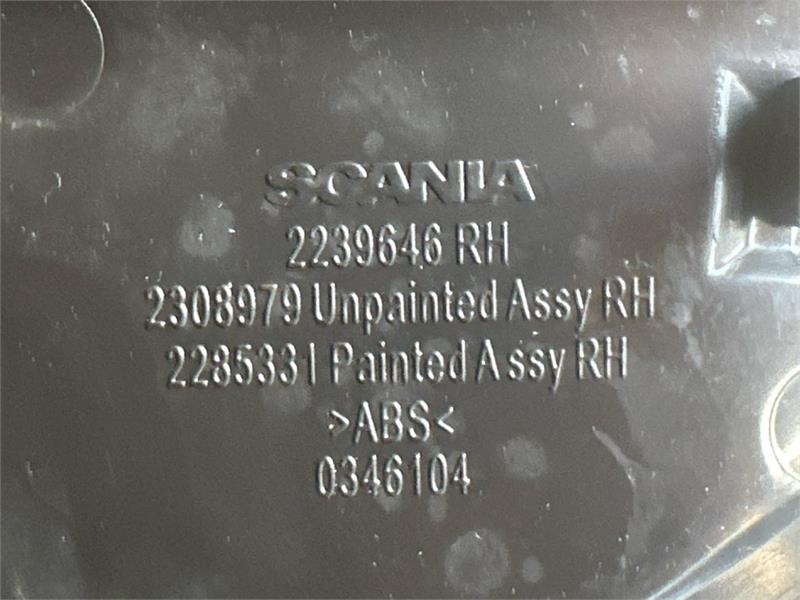 SCANIA
2239646 RH
2308979 Unpainted Assy RH
2285331 Painted Assy RH
>ABS<
0346104